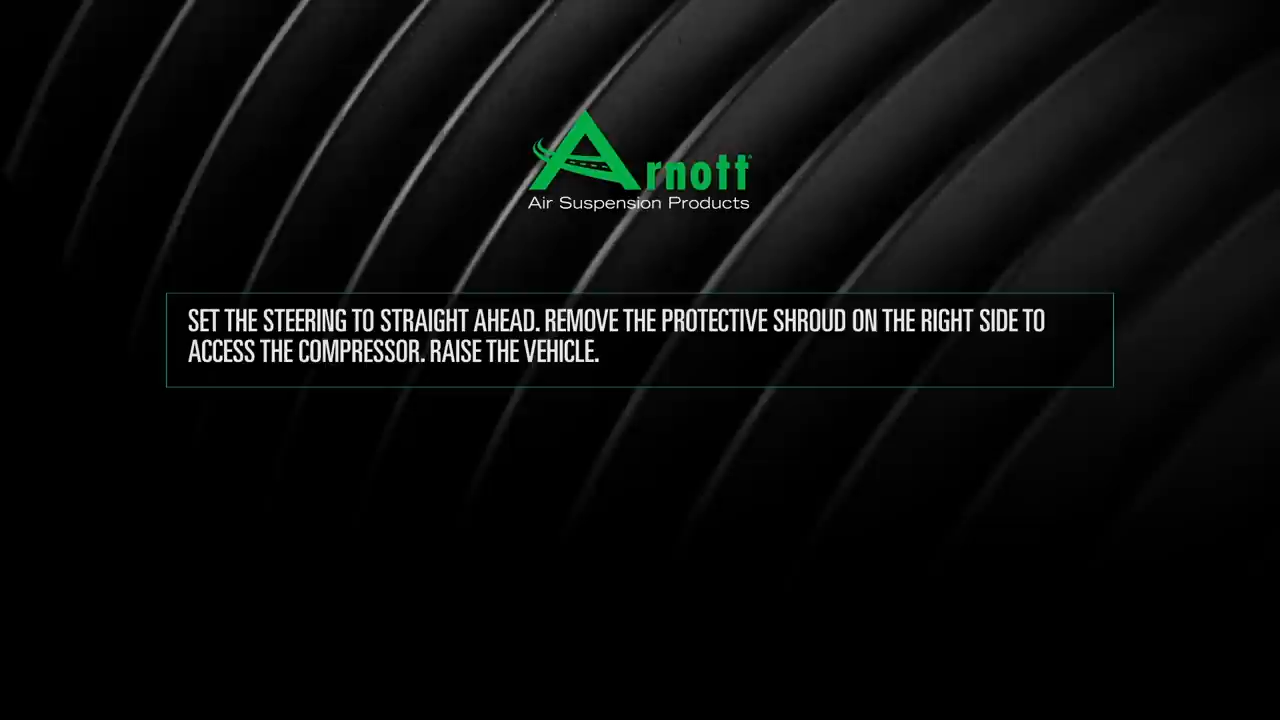 Arnott®
Air Suspension Products
SET THE STEERING TO STRAIGHT AHEAD. REMOVE THE PROTECTIVE SHROUD ON THE RIGHT SIDE TO
ACCESS THE COMPRESSOR. RAISE THE VEHICLE.